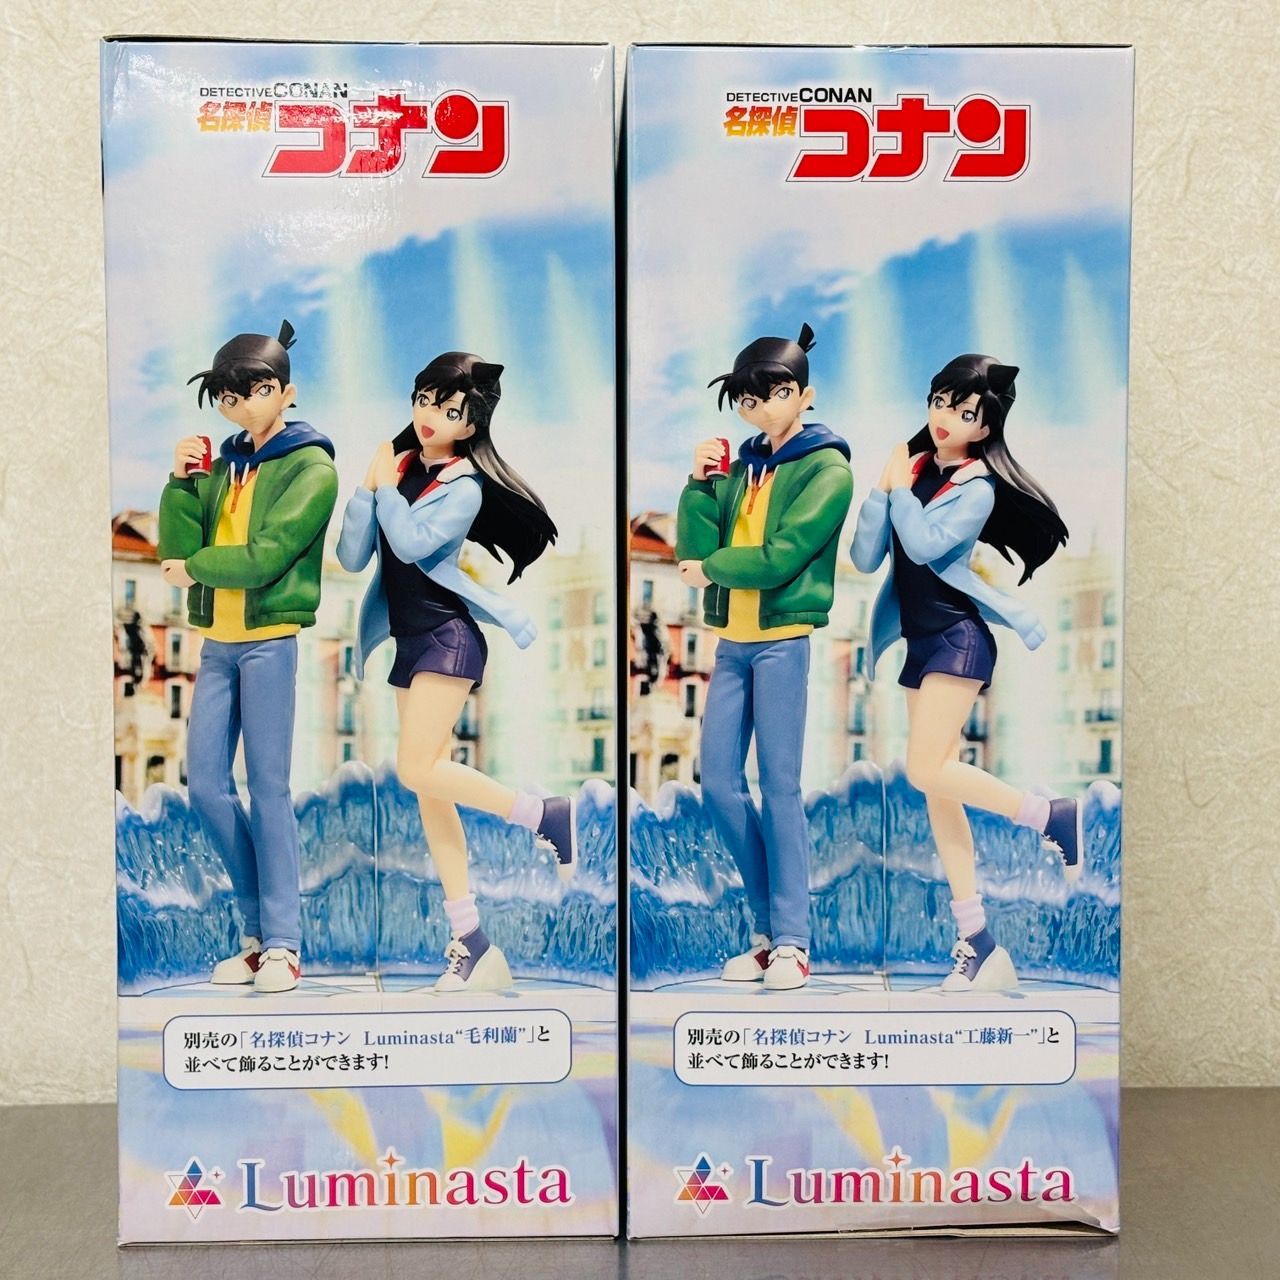 DETECTIVE CONAN
名探偵コナン
別売の「名探偵コナン Luminasta“毛利蘭”」と
並べて飾ることができます!
Luminasta
DETECTIVE CONAN
名探偵コナン
別売の「名探偵コナン Luminasta“工藤新一”」と
並べて飾ることができます!
Luminasta